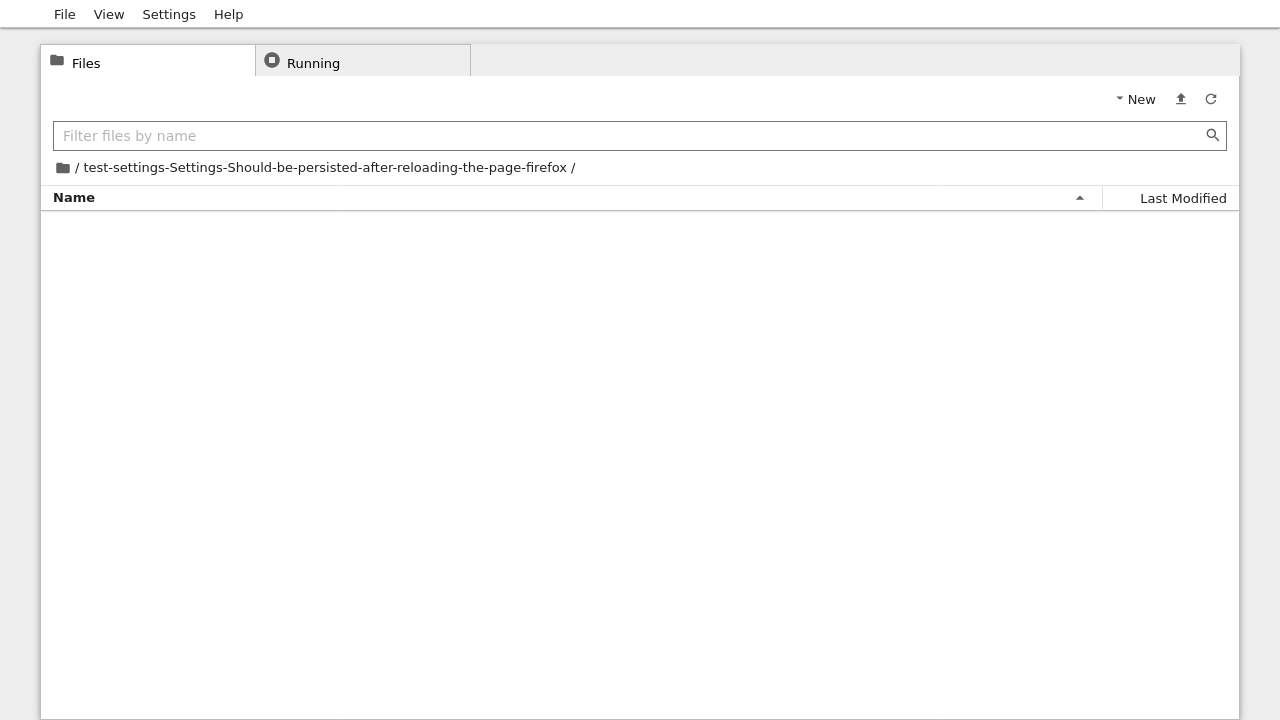 File View Settings Help
Files Running
New
Filter files by name
/ test-settings-Settings-Should-be-persisted-after-reloading-the-page-firefox /
Name Last Modified